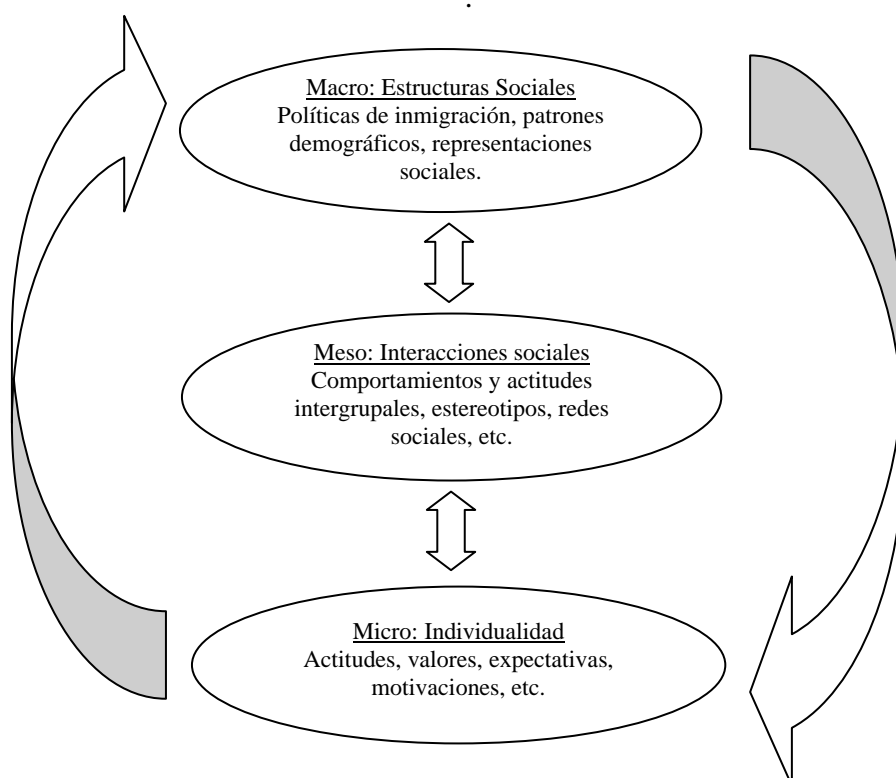 .
Macro: Estructuras Sociales
Políticas de inmigración, patrones
demográficos, representaciones
sociales.
Meso: Interacciones sociales
Comportamientos y actitudes
intergrupales, estereotipos, redes
sociales, etc.
Micro: Individualidad
Actitudes, valores, expectativas,
motivaciones, etc.